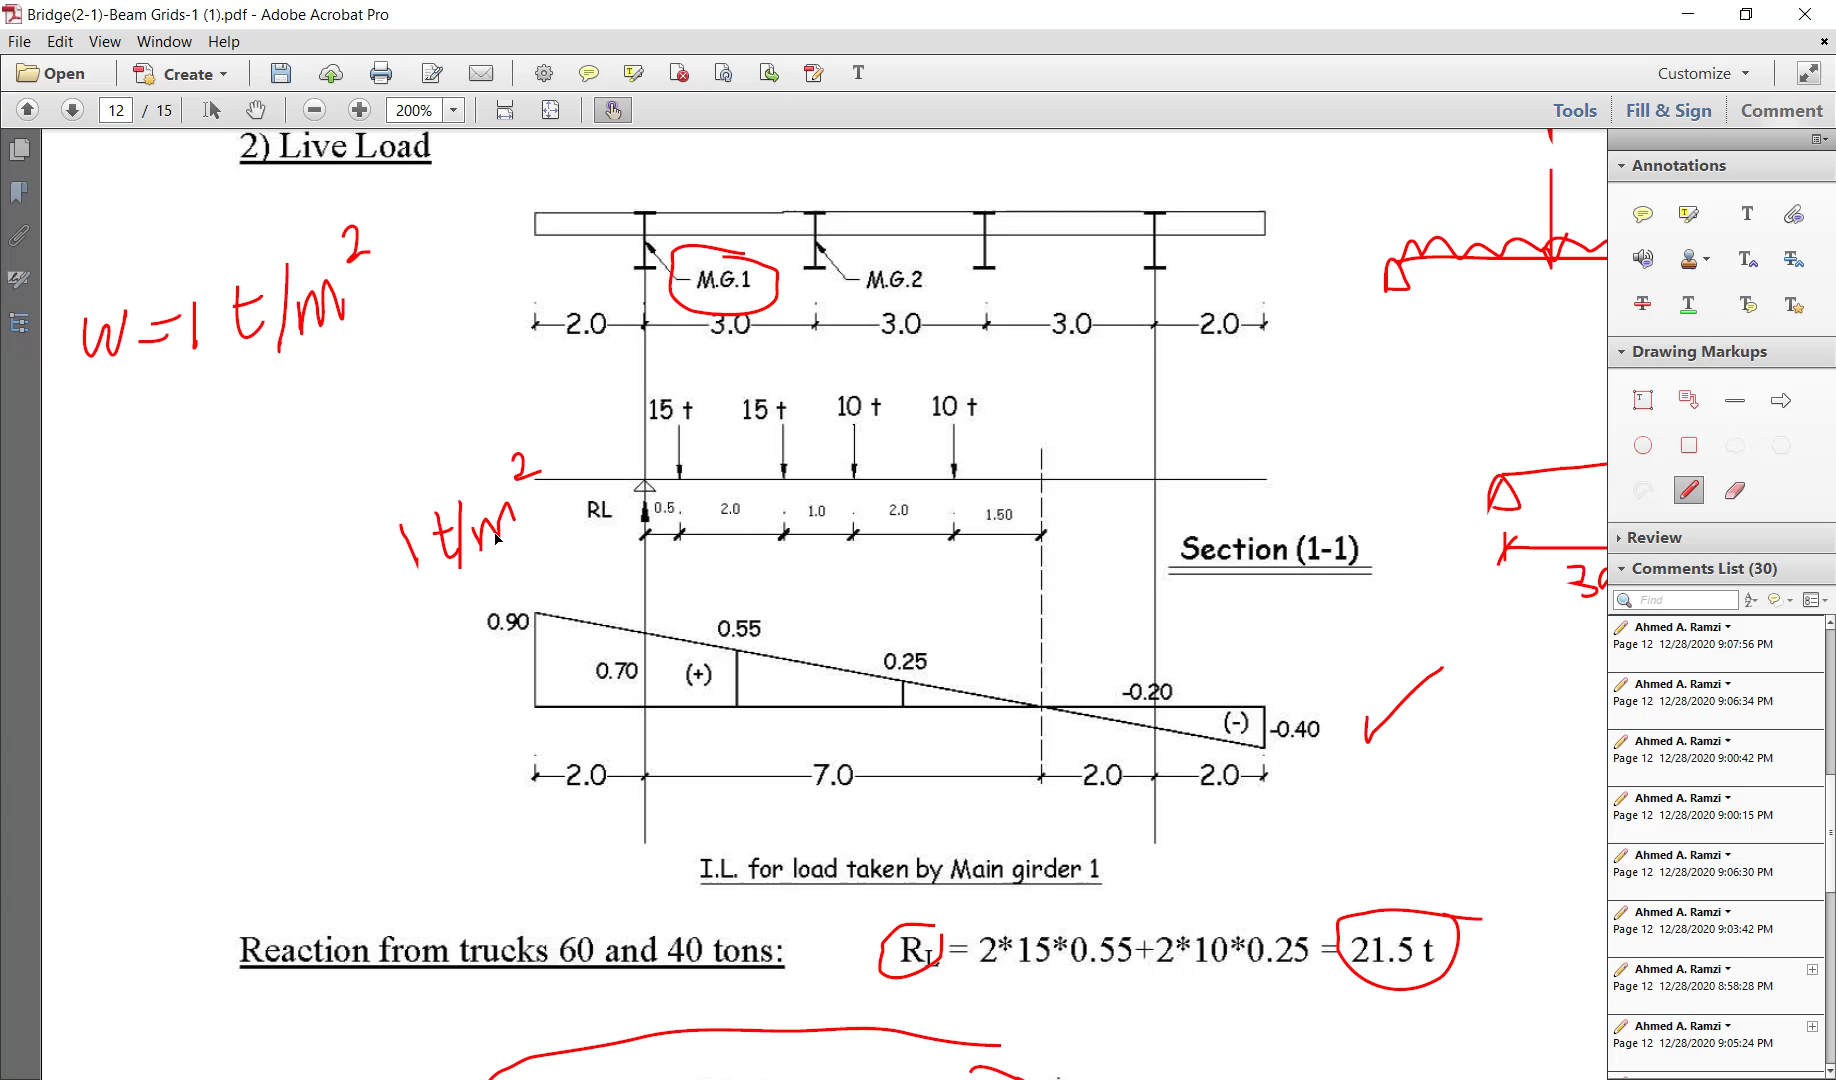 Bridge(2-1)-Beam Grids-1 (1).pdf - Adobe Acrobat Pro
File Edit View Window Help
Open Create Customize
12 / 15 200% Tools Fill & Sign Comment
2) Live Load
w=1 t/m2
M.G.1 M.G.2
2.0 3.0 3.0 3.0 2.0
15 t 15 t 10 t 10 t
1 t/m2
RL 0.5 2.0 1.0 2.0 1.50
Section (1-1)
0.90 0.55
0.70 (+) 0.25
-0.20
(-) -0.40
2.0 7.0 2.0 2.0
I.L. for load taken by Main girder 1
Reaction from trucks 60 and 40 tons: RL = 2*15*0.55+2*10*0.25 = 21.5 t
Annotations
Drawing Markups
Review
Comments List (30)
Find
Ahmed A. Ramzi
Page 12 12/28/2020 9:07:56 PM
Ahmed A. Ramzi
Page 12 12/28/2020 9:06:34 PM
Ahmed A. Ramzi
Page 12 12/28/2020 9:00:42 PM
Ahmed A. Ramzi
Page 12 12/28/2020 9:00:15 PM
Ahmed A. Ramzi
Page 12 12/28/2020 9:06:30 PM
Ahmed A. Ramzi
Page 12 12/28/2020 9:03:42 PM
Ahmed A. Ramzi
Page 12 12/28/2020 8:58:28 PM
Ahmed A. Ramzi
Page 12 12/28/2020 9:05:24 PM